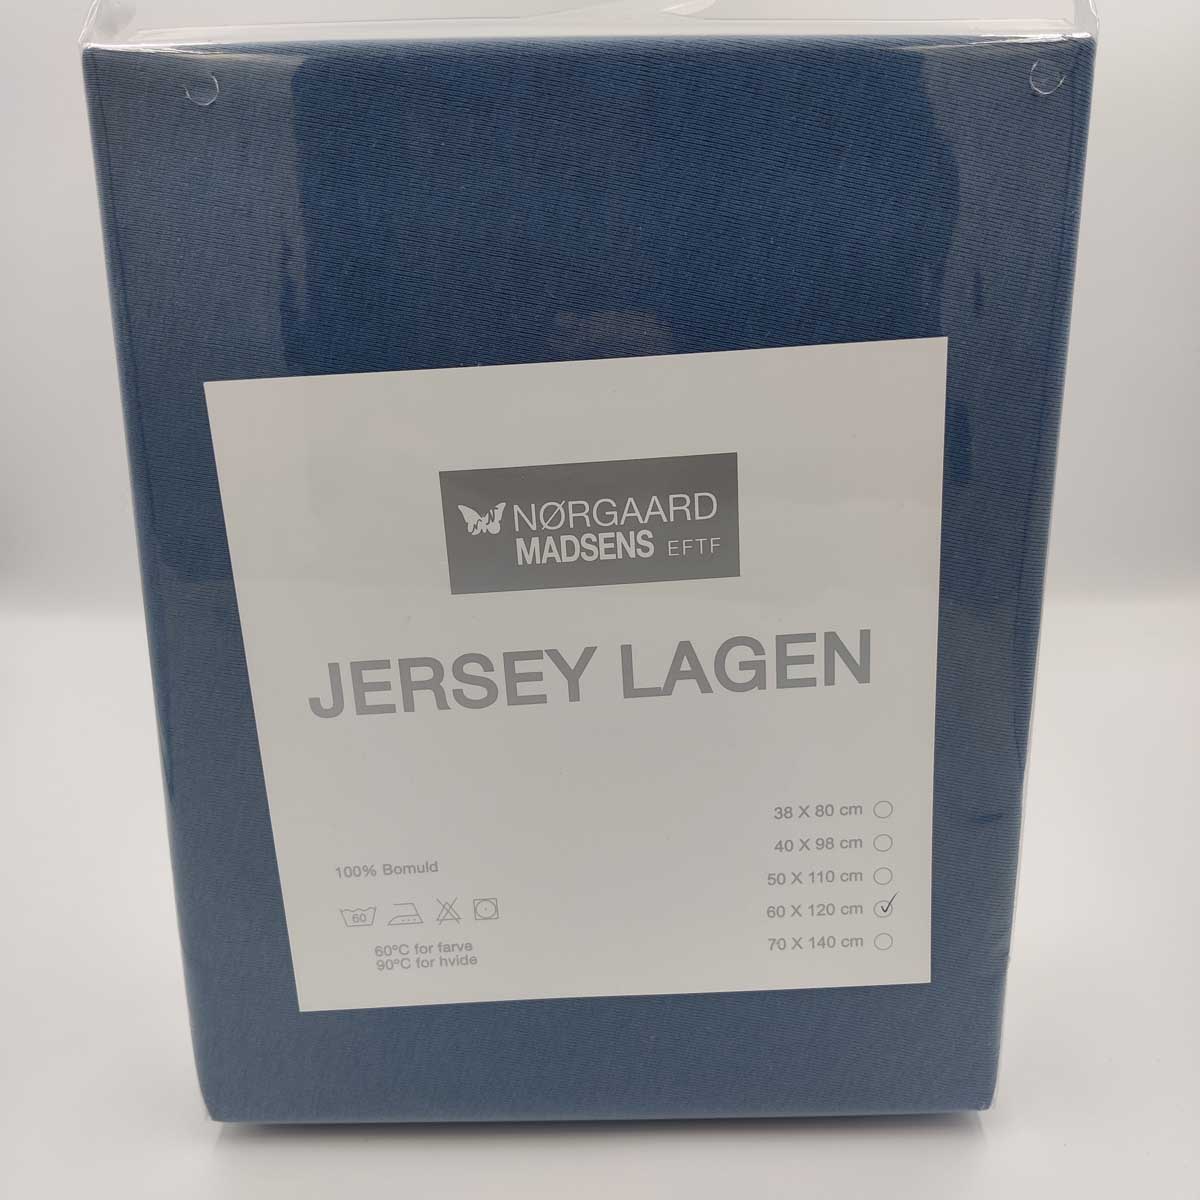 NØRGAARD
MADSENS EFTF
JERSEY LAGEN
38 X 80 cm
40 X 98 cm
50 X 110 cm
60 X 120 cm
70 X 140 cm
100% Bomuld
60
60°C for farve
90°C for hvide